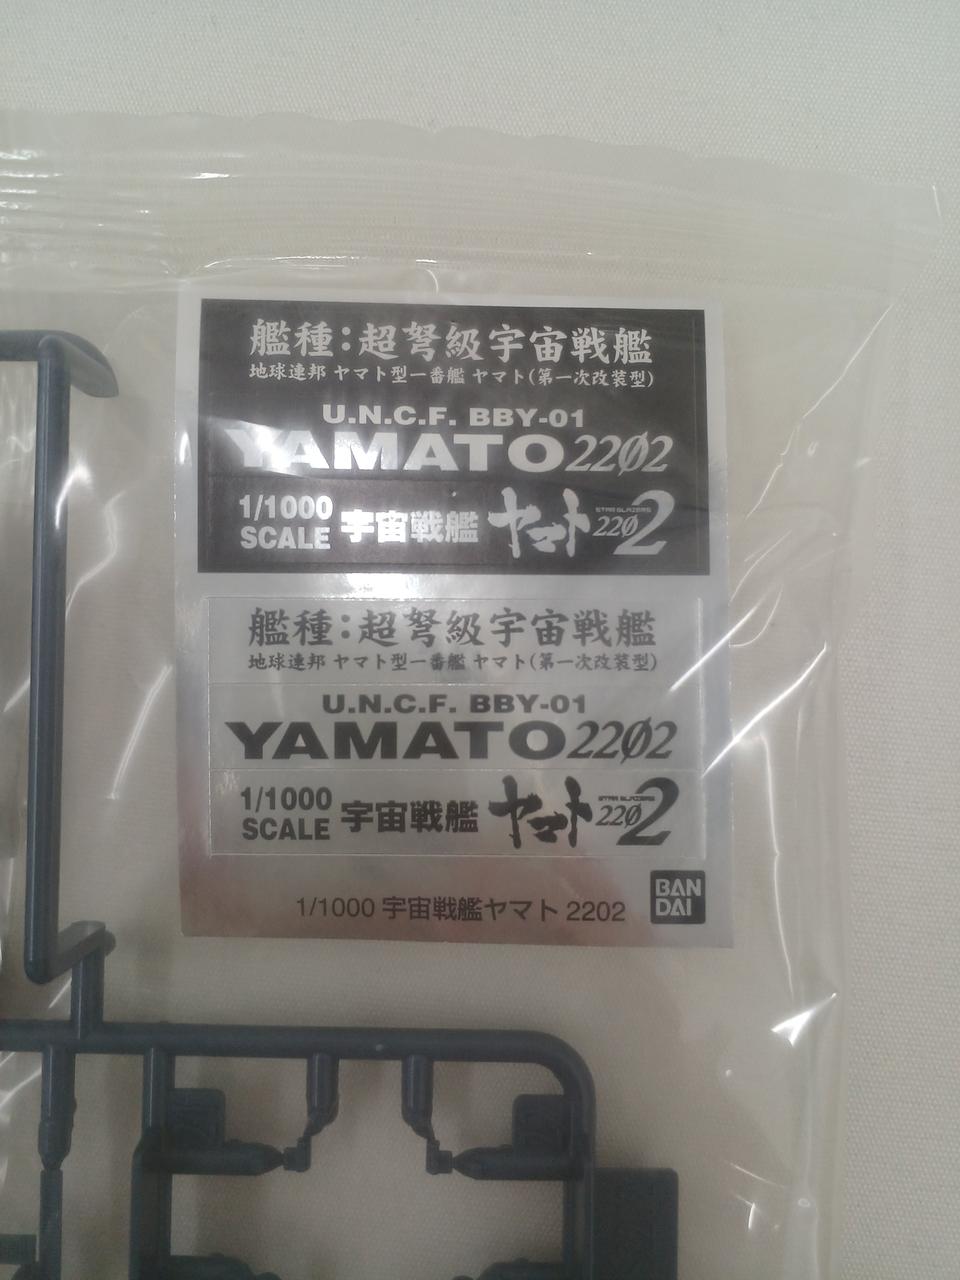 艦種：超弩級宇宙戦艦
地球連邦 ヤマト型一番艦 ヤマト(第一次改装型)
U.N.C.F. BBY-01
YAMATO 2202
1/1000 SCALE 宇宙戦艦 ヤマト STAR BLAZERS 2202
艦種：超弩級宇宙戦艦
地球連邦 ヤマト型一番艦 ヤマト(第一次改装型)
U.N.C.F. BBY-01
YAMATO 2202
1/1000 SCALE 宇宙戦艦 ヤマト STAR BLAZERS 2202
1/1000 宇宙戦艦ヤマト 2202
BAN DAI